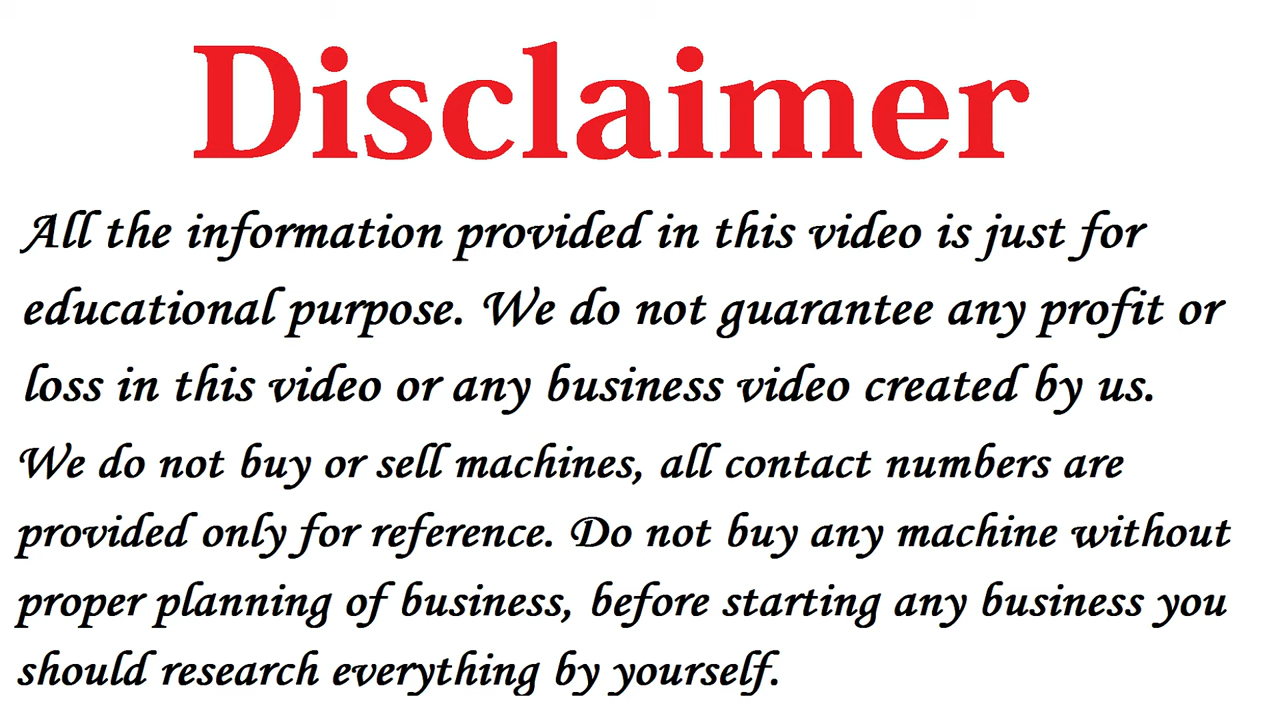 Disclaimer
All the information provided in this video is just for
educational purpose. We do not guarantee any profit or
loss in this video or any business video created by us.
We do not buy or sell machines, all contact numbers are
provided only for reference. Do not buy any machine without
proper planning of business, before starting any business you
should research everything by yourself.